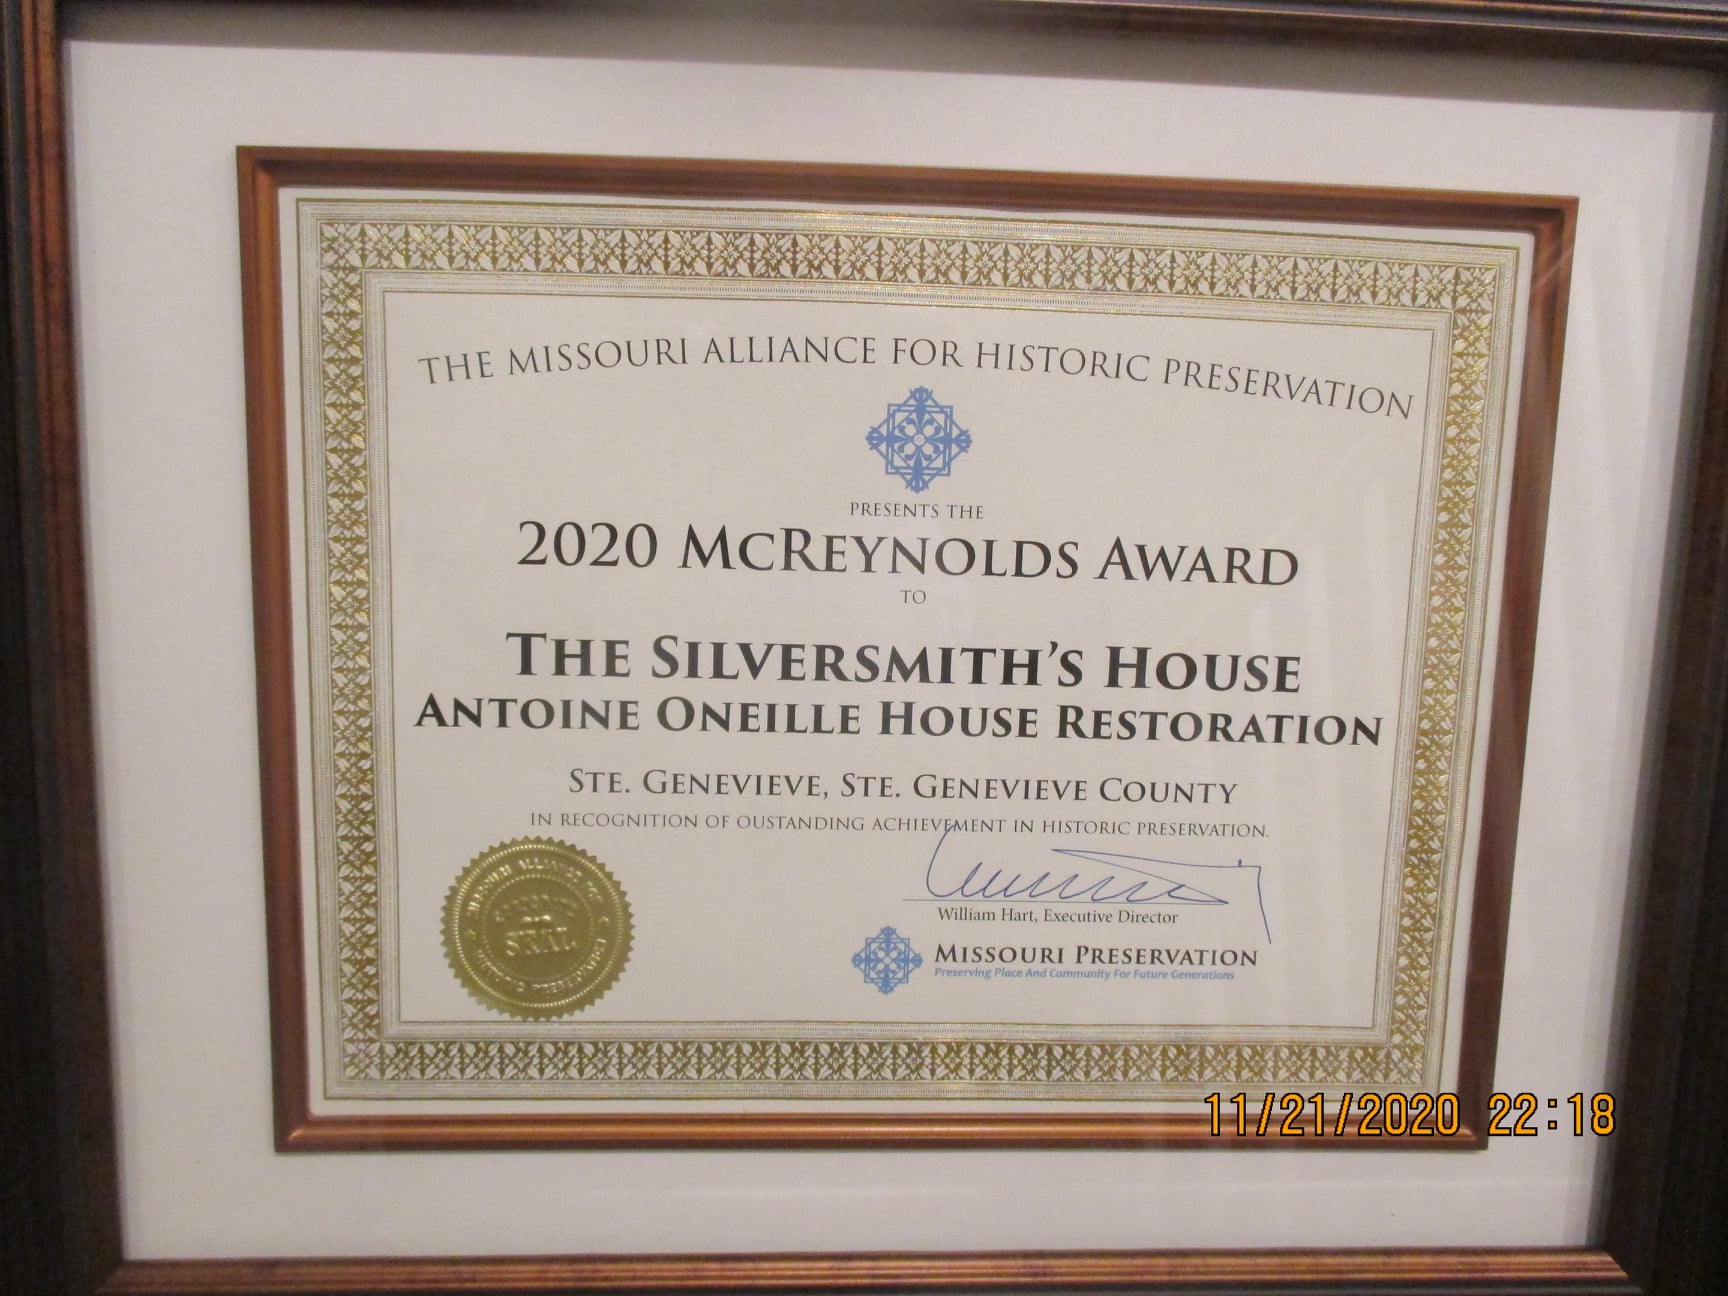 THE MISSOURI ALLIANCE FOR HISTORIC PRESERVATION
PRESENTS THE
2020 MCREYNOLDS AWARD
TO
THE SILVERSMITH'S HOUSE
ANTOINE ONEILLE HOUSE RESTORATION
STE. GENEVIEVE, STE. GENEVIEVE COUNTY
IN RECOGNITION OF OUSTANDING ACHIEVEMENT IN HISTORIC PRESERVATION.
SEAL
William Hart, Executive Director
MISSOURI PRESERVATION
Preserving Place And Community For Future Generations
11/21/2020 22:18